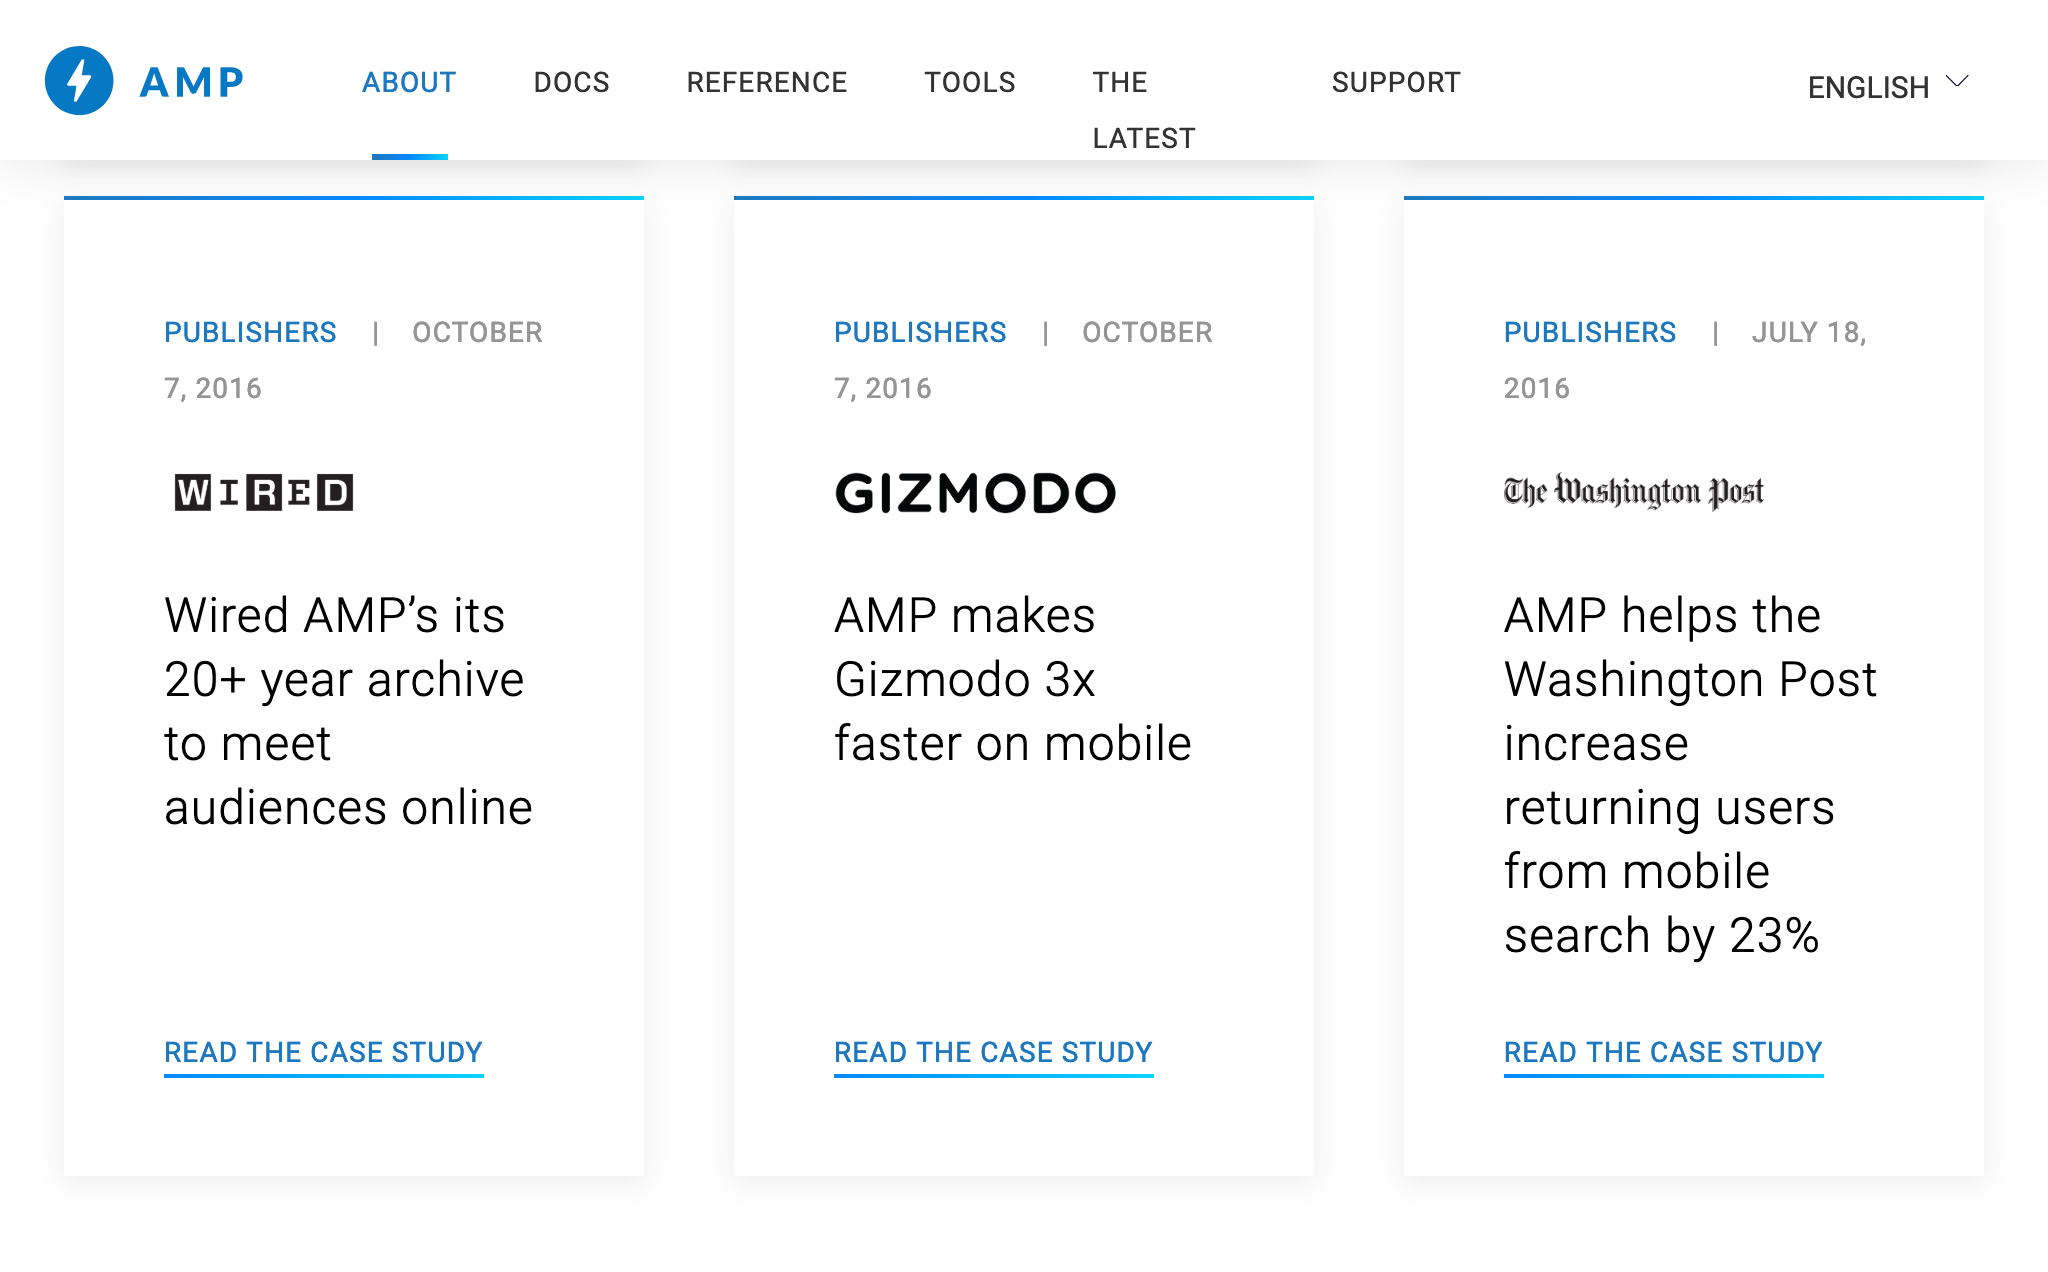 AMP
ABOUT
DOCS
REFERENCE
TOOLS
THE
LATEST
SUPPORT
ENGLISH
PUBLISHERS | OCTOBER
7, 2016
WIRED
Wired AMP’s its
20+ year archive
to meet
audiences online
READ THE CASE STUDY
PUBLISHERS | OCTOBER
7, 2016
GIZMODO
AMP makes
Gizmodo 3x
faster on mobile
READ THE CASE STUDY
PUBLISHERS | JULY 18,
2016
The Washington Post
AMP helps the
Washington Post
increase
returning users
from mobile
search by 23%
READ THE CASE STUDY